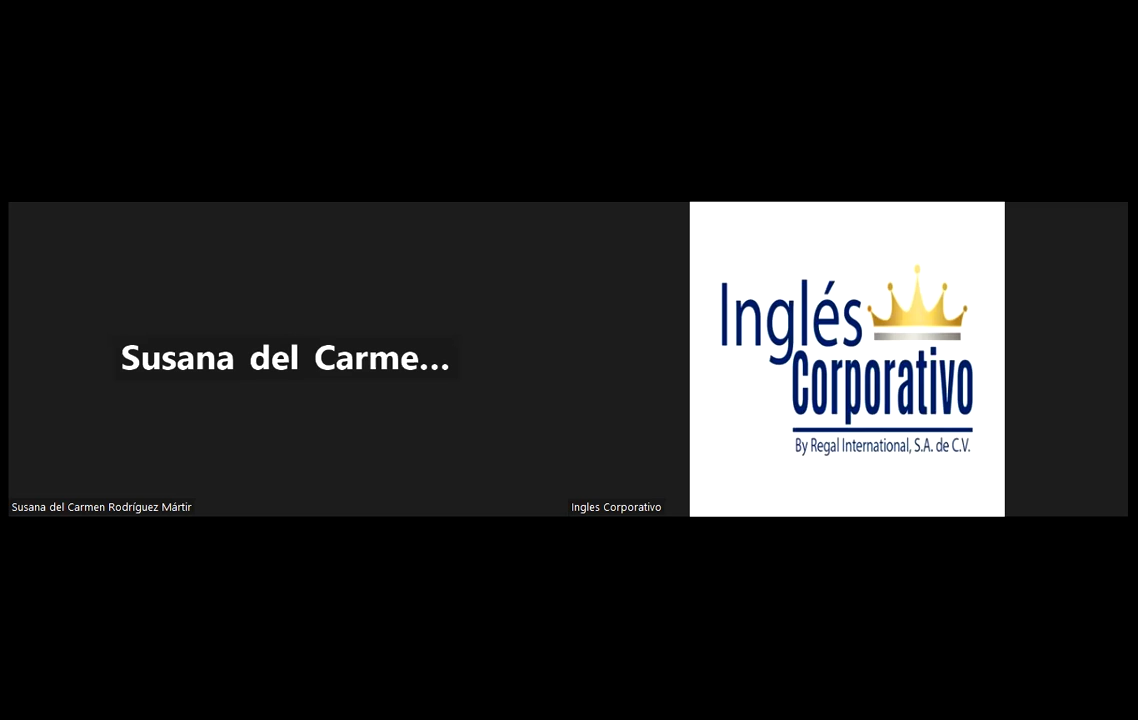 Susana del Carme...
Susana del Carmen Rodríguez Mártir
Inglés
Corporativo
By Regal International, S.A. de C.V.
Ingles Corporativo